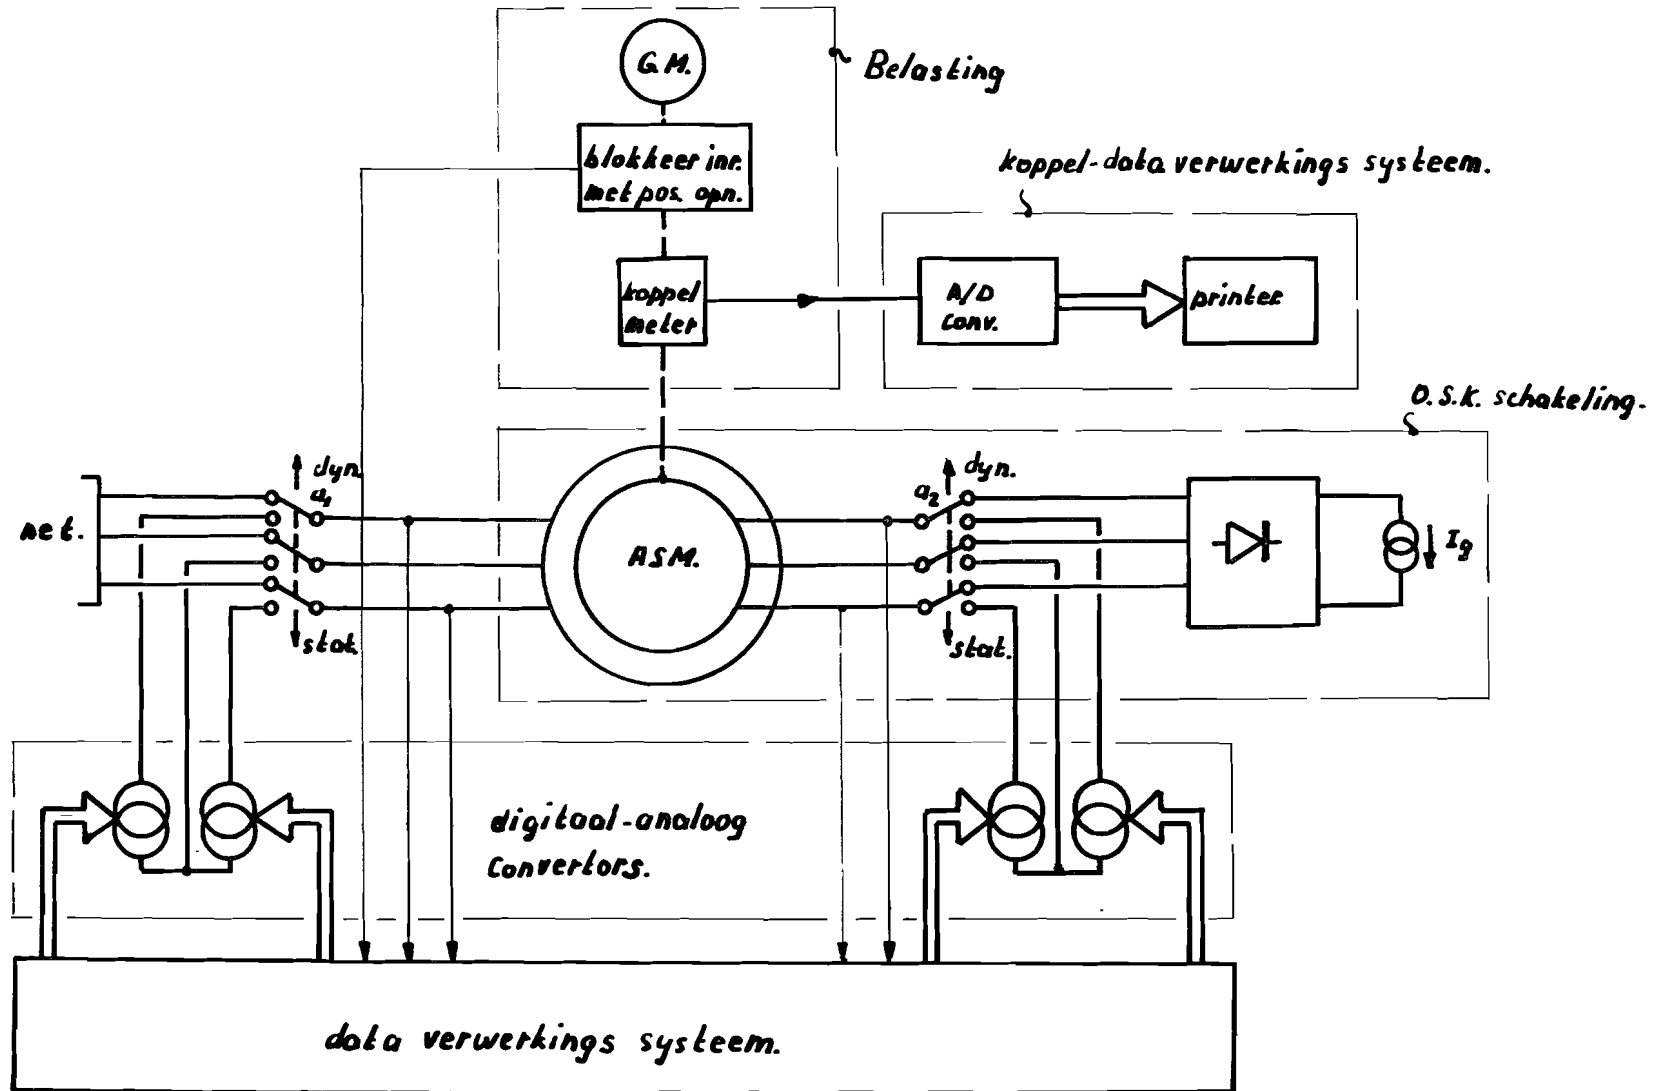 G.M.
Belasting
blokkeer inr.
met pos. opn.
koppel-data verwerkings systeem.
koppel
meter
A/D
conv.
printer
O.S.K. schakeling.
dyn.
a1
net.
stat.
A.S.M.
dyn.
a2
stat.
Ig
digitaal-analoog
Convertors.
data verwerkings systeem.